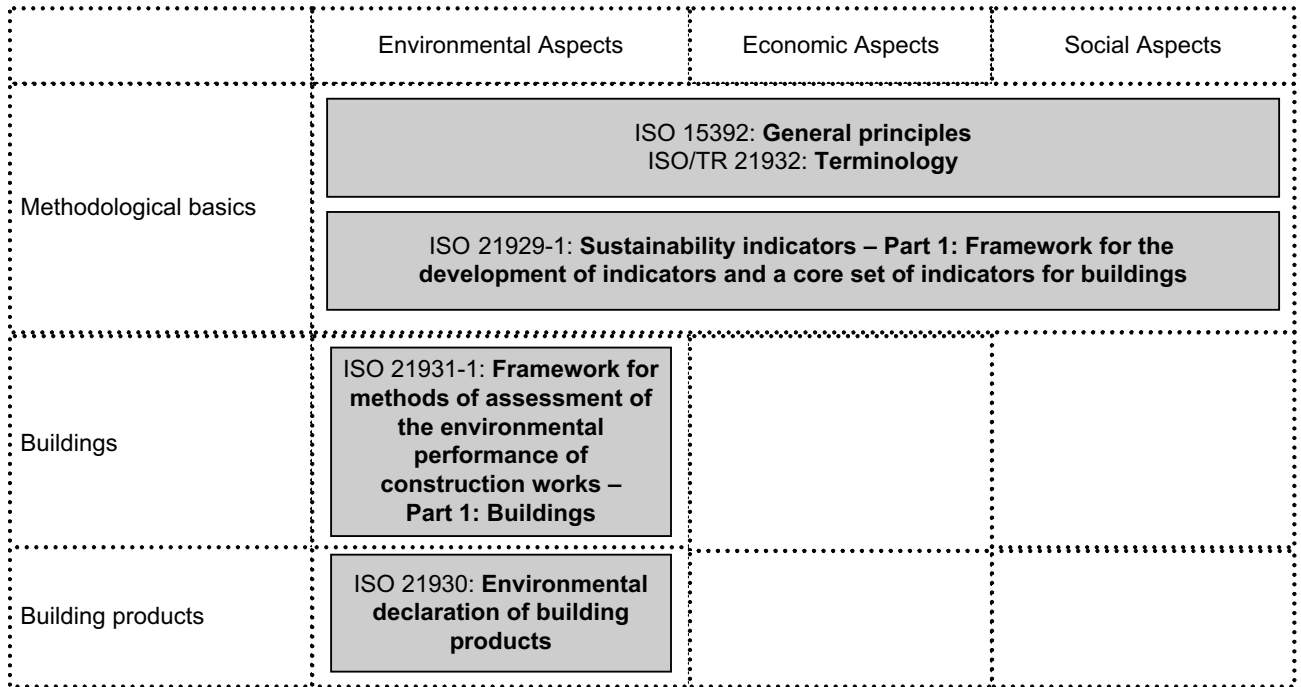 Environmental Aspects
Economic Aspects
Social Aspects
Methodological basics
ISO 15392: General principles
ISO/TR 21932: Terminology
ISO 21929-1: Sustainability indicators – Part 1: Framework for the
development of indicators and a core set of indicators for buildings
Buildings
ISO 21931-1: Framework for
methods of assessment of
the environmental
performance of
construction works –
Part 1: Buildings
Building products
ISO 21930: Environmental
declaration of building
products